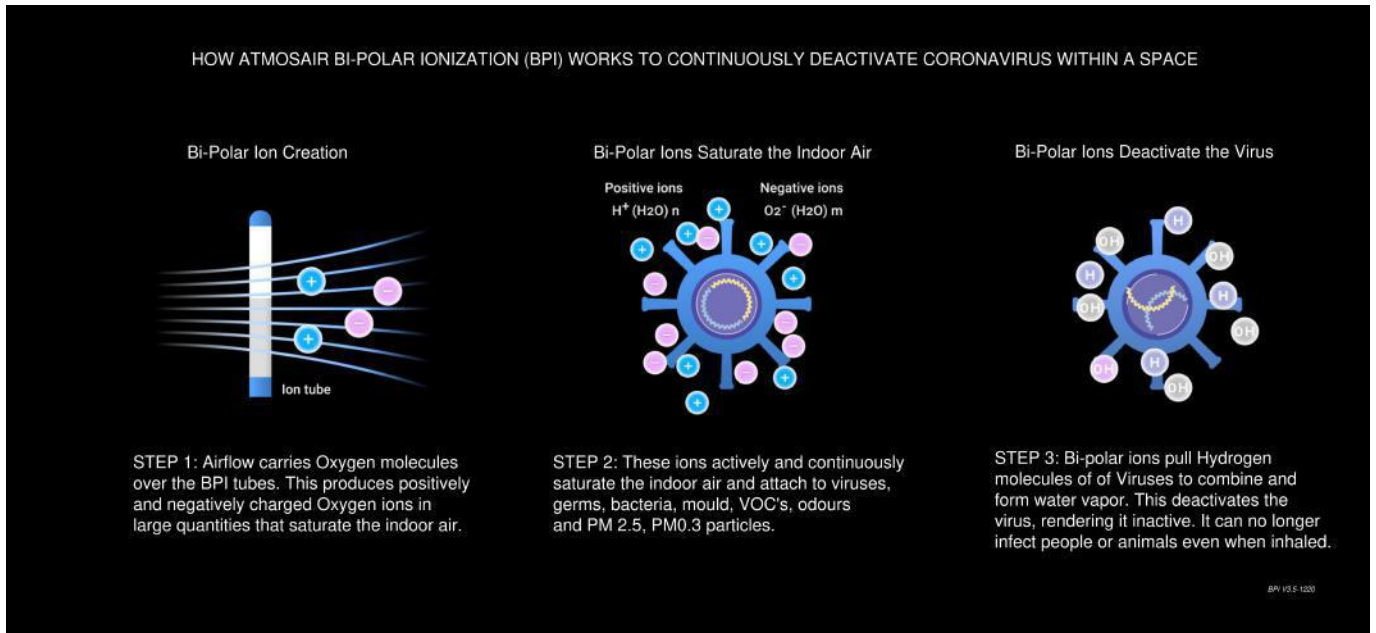 HOW ATMOSAIR BI-POLAR IONIZATION (BPI) WORKS TO CONTINUOUSLY DEACTIVATE CORONAVIRUS WITHIN A SPACE
Bi-Polar Ion Creation
Ion tube
STEP 1: Airflow carries Oxygen molecules
over the BPI tubes. This produces positively
and negatively charged Oxygen ions in
large quantities that saturate the indoor air.
Bi-Polar Ions Saturate the Indoor Air
Positive ions
H⁺ (H2O) n
Negative ions
O2⁻ (H2O) m
STEP 2: These ions actively and continuously
saturate the indoor air and attach to viruses,
germs, bacteria, mould, VOC's, odours
and PM 2.5, PM0.3 particles.
Bi-Polar Ions Deactivate the Virus
H
OH
OH
H
H
OH
OH
H
OH
OH
STEP 3: Bi-polar ions pull Hydrogen
molecules of of Viruses to combine and
form water vapor. This deactivates the
virus, rendering it inactive. It can no longer
infect people or animals even when inhaled.
BPI V3.5-1220